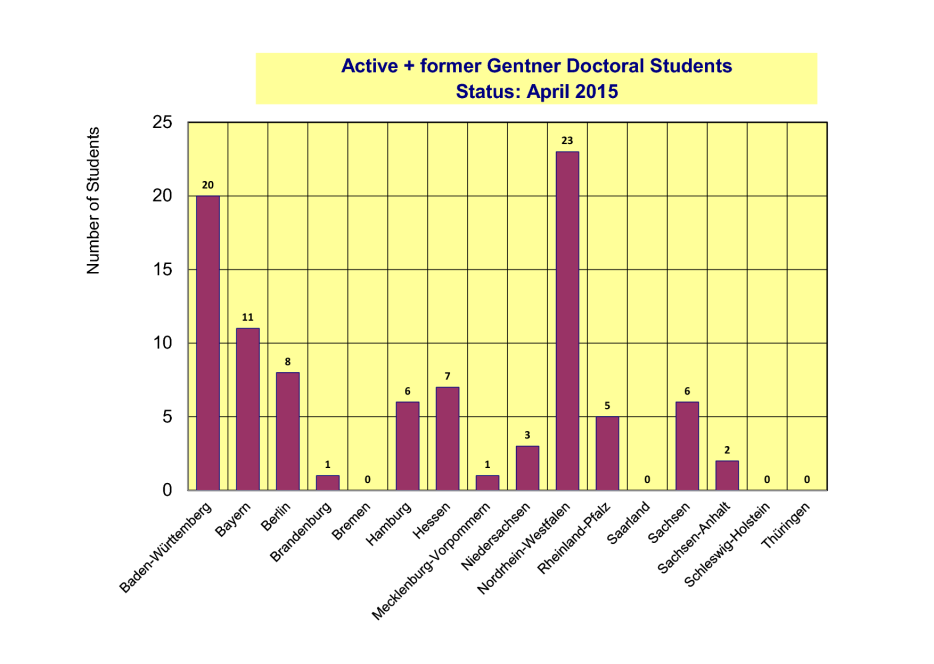 Active + former Gentner Doctoral Students
Status: April 2015
Number of Students
25
20
15
10
5
0
20
11
8
1
0
6
7
1
3
23
5
0
6
2
0
0
Baden-Württemberg
Bayern
Berlin
Brandenburg
Bremen
Hamburg
Hessen
Mecklenburg-Vorpommern
Niedersachsen
Nordrhein-Westfalen
Rheinland-Pfalz
Saarland
Sachsen
Sachsen-Anhalt
Schleswig-Holstein
Thüringen